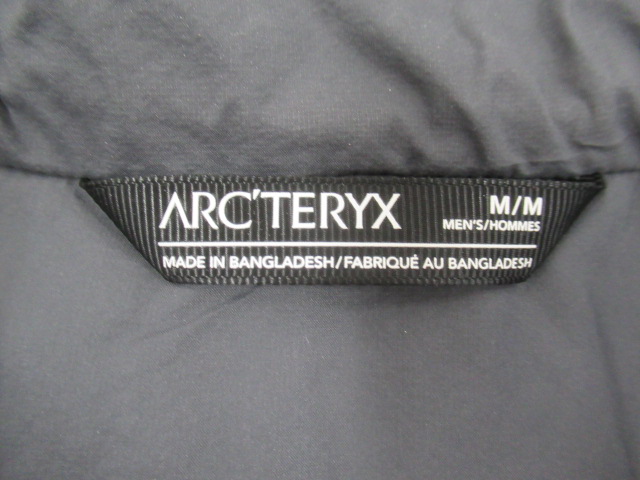 ARC'TERYX
M/M
MEN'S/HOMMES
MADE IN BANGLADESH/FABRIQUÉ AU BANGLADESH